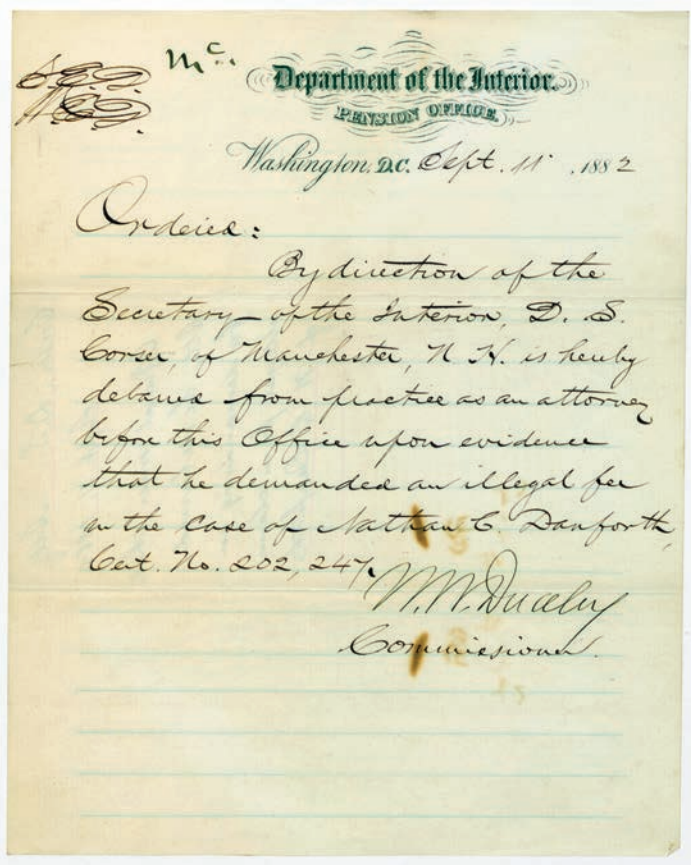 Mc.
Department of the Interior.
PENSION OFFICE.
Washington, D.C. Sept. 11, 1882
Ordered:
By direction of the
Secretary of the Interior, D. S.
Corser, of Manchester, N. H. is hereby
debarred from practice as an attorney
before this Office upon evidence
that he demanded an illegal fee
in the case of Nathan C. Danforth,
Cert. No. 202,247.
W. W. Dudley
Commissioner.